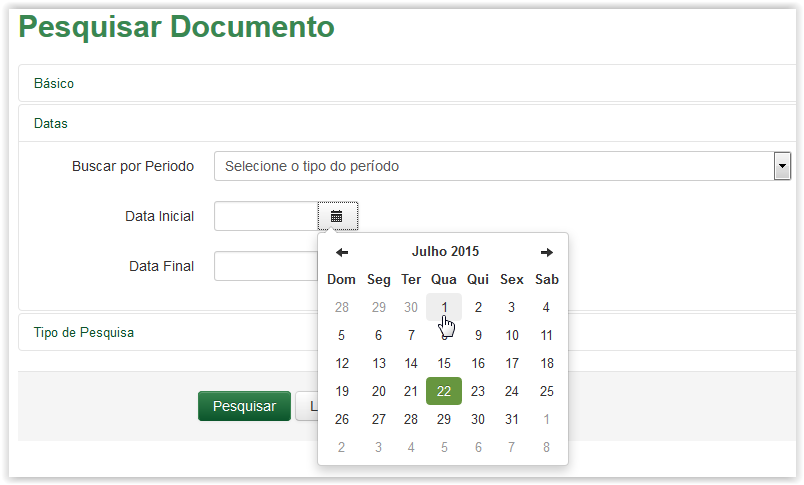 Pesquisar Documento
Básico
Datas
Buscar por Periodo Selecione o tipo do período
Data Inicial
Data Final
Julho 2015
Dom Seg Ter Qua Qui Sex Sab
28 29 30 1 2 3 4
5 6 7 8 9 10 11
12 13 14 15 16 17 18
19 20 21 22 23 24 25
26 27 28 29 30 31 1
2 3 4 5 6 7 8
Tipo de Pesquisa
Pesquisar L